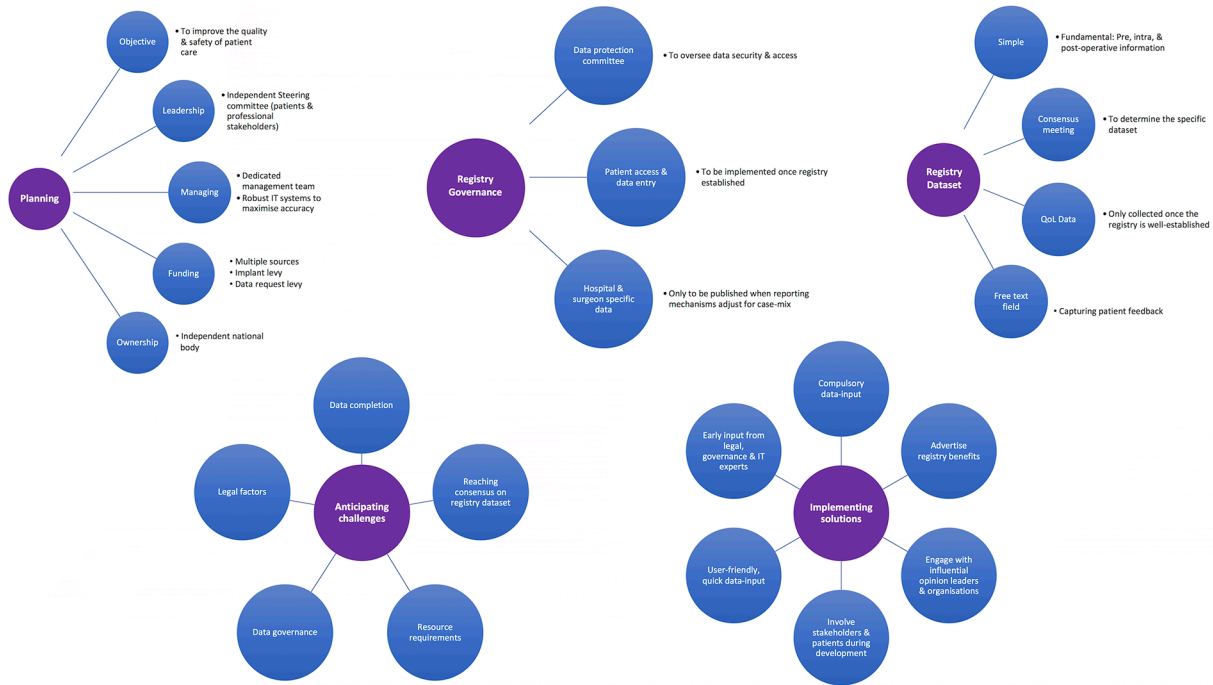 Planning
Objective
• To improve the quality
& safety of patient
care
Leadership
• Independent Steering
committee (patients &
professional
stakeholders)
Managing
• Dedicated
management team
• Robust IT systems to
maximise accuracy
Funding
• Multiple sources
• Implant levy
• Data request levy
Ownership
• Independent national
body
Registry
Governance
Data protection
committee
• To oversee data security & access
Patient access &
data entry
• To be implemented once registry
established
Hospital &
surgeon specific
data
• Only to be published when reporting
mechanisms adjust for case-mix
Registry
Dataset
Simple
• Fundamental: Pre, intra, &
post-operative information
Consensus
meeting
• To determine the specific
dataset
QoL Data
• Only collected once the
registry is well-established
Free text
field
• Capturing patient feedback
Anticipating
challenges
Data completion
Reaching
consensus on
registry dataset
Resource
requirements
Data governance
Legal factors
Implementing
solutions
Compulsory
data-input
Advertise
registry benefits
Engage with
influential
opinion leaders
& organisations
Involve
stakeholders &
patients during
development
User-friendly,
quick data-input
Early input from
legal,
governance & IT
experts